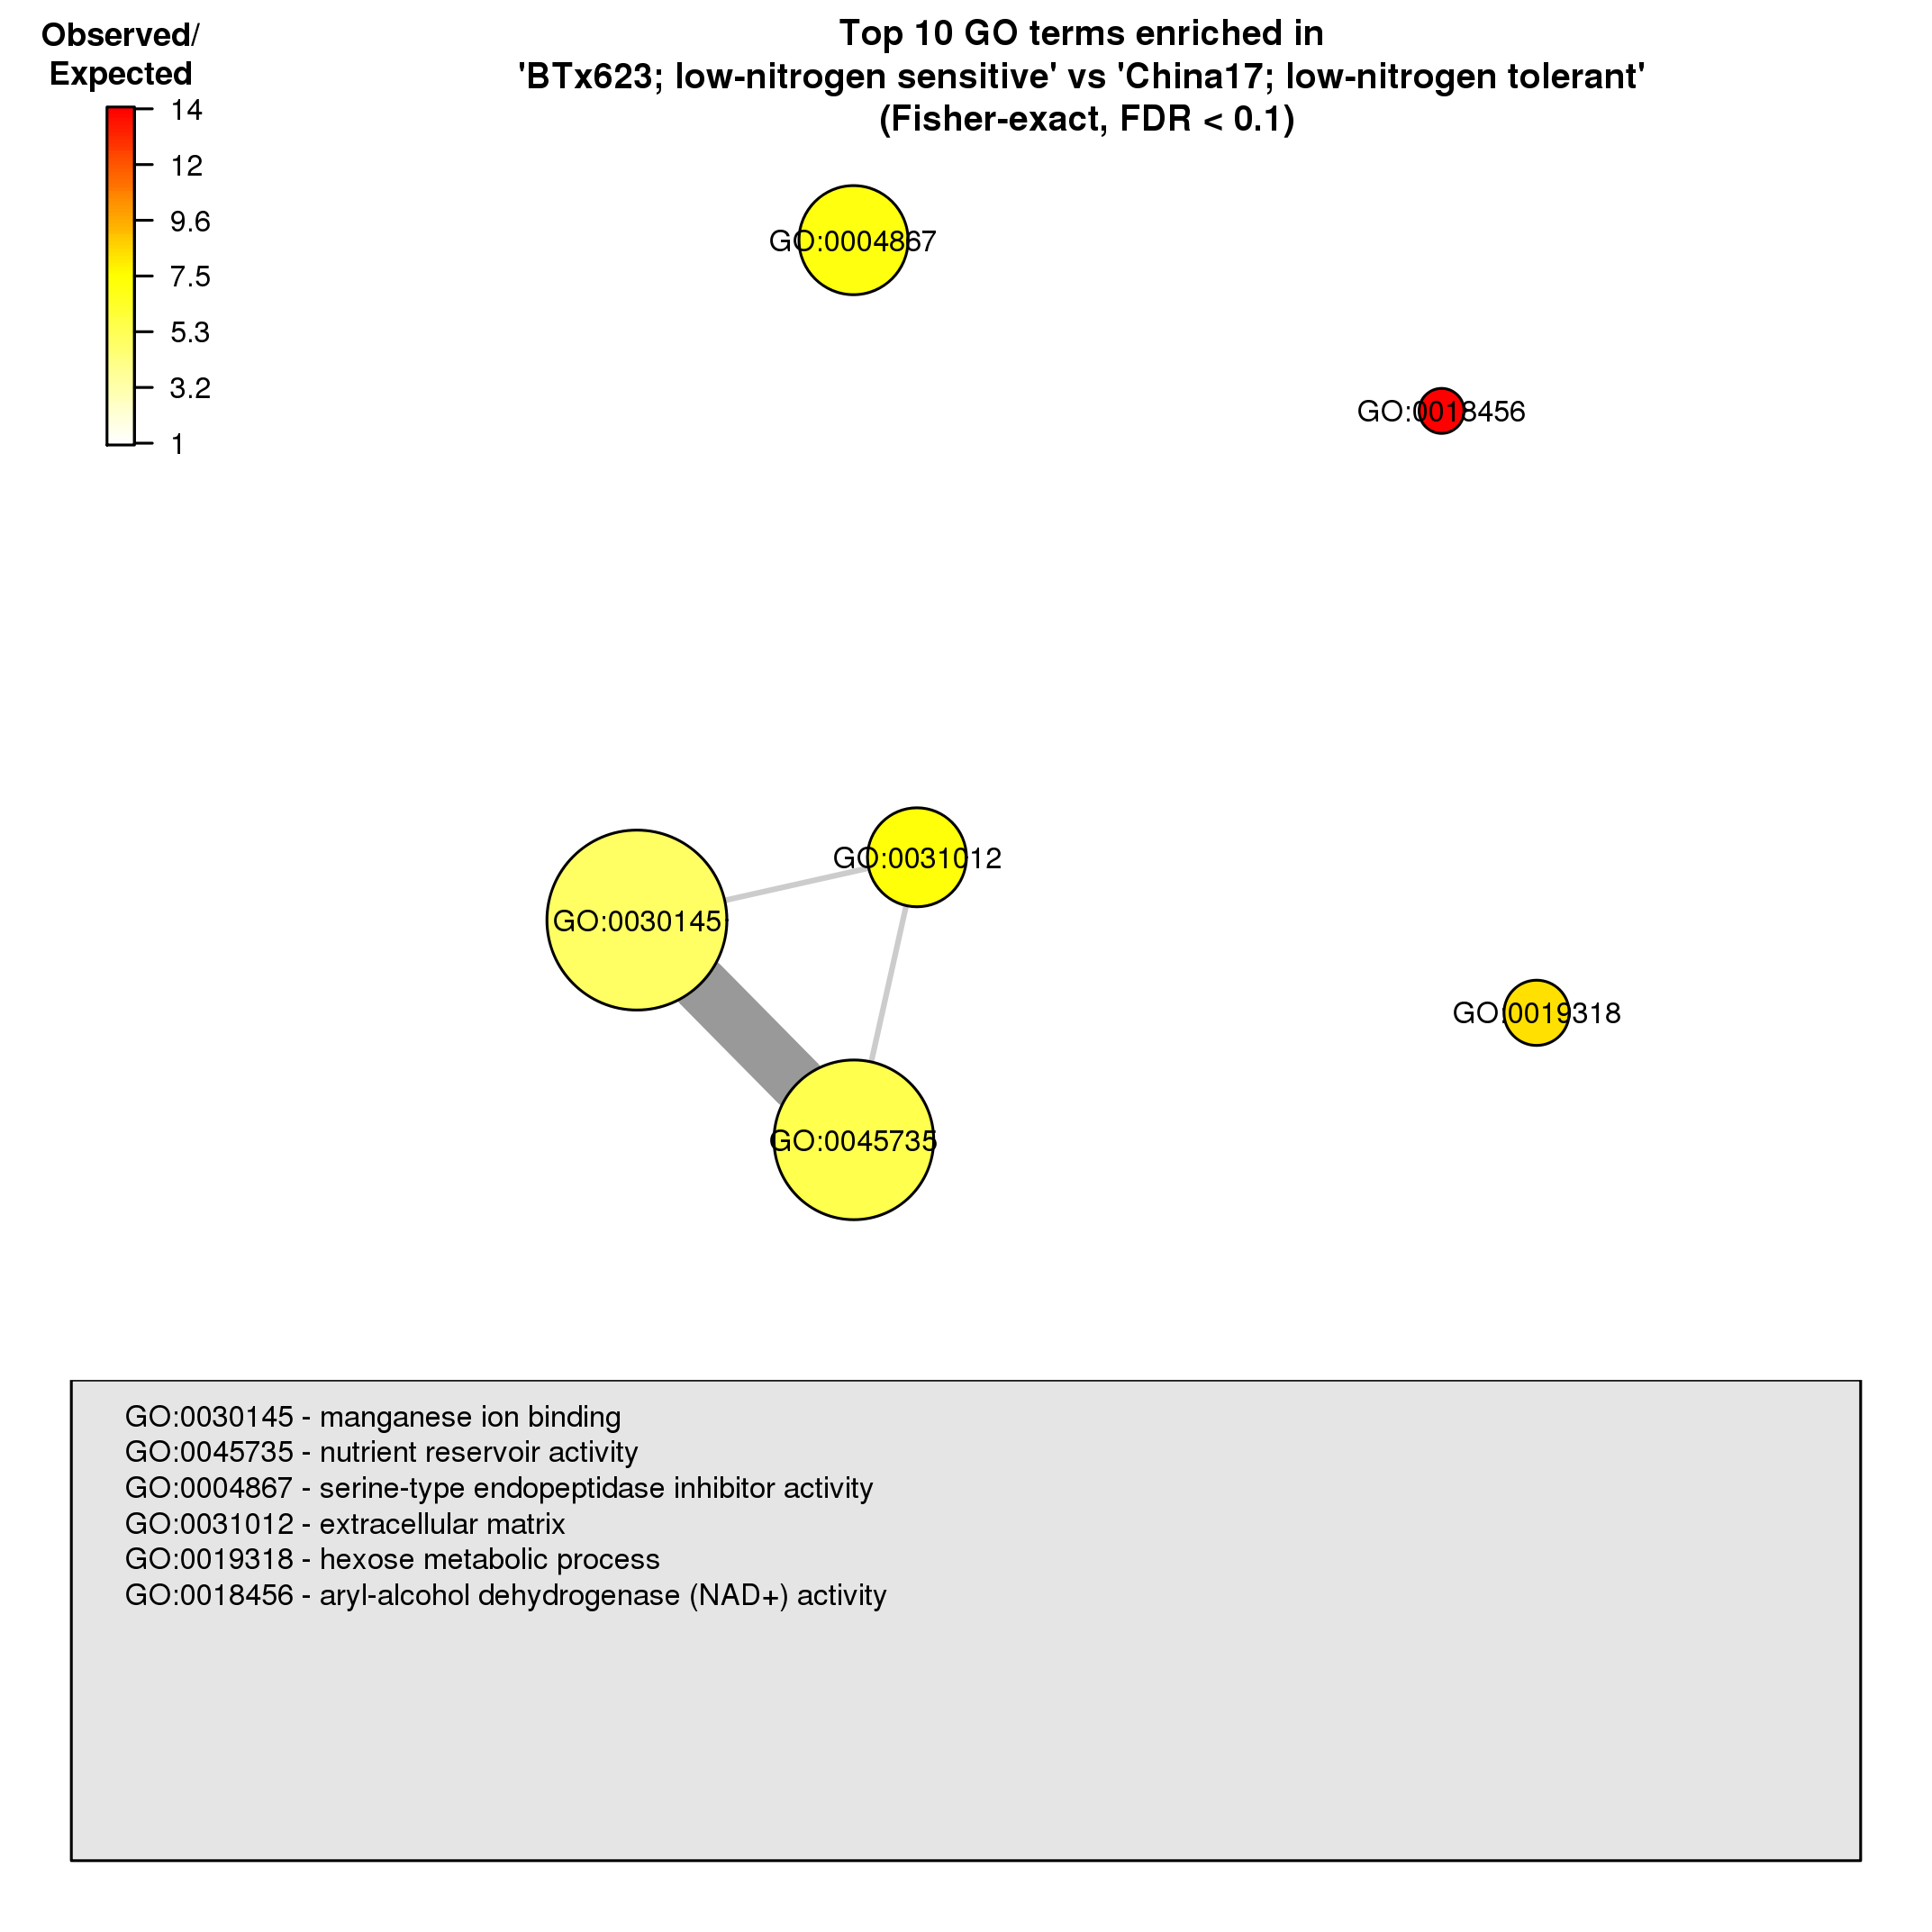 Observed/
Expected
14
12
9.6
7.5
5.3
3.2
1
Top 10 GO terms enriched in
'BTx623; low-nitrogen sensitive' vs 'China17; low-nitrogen tolerant'
(Fisher-exact, FDR < 0.1)
GO:0004867
GO:0018456
GO:0031012
GO:0030145
GO:0019318
GO:0045735
GO:0030145 - manganese ion binding
GO:0045735 - nutrient reservoir activity
GO:0004867 - serine-type endopeptidase inhibitor activity
GO:0031012 - extracellular matrix
GO:0019318 - hexose metabolic process
GO:0018456 - aryl-alcohol dehydrogenase (NAD+) activity